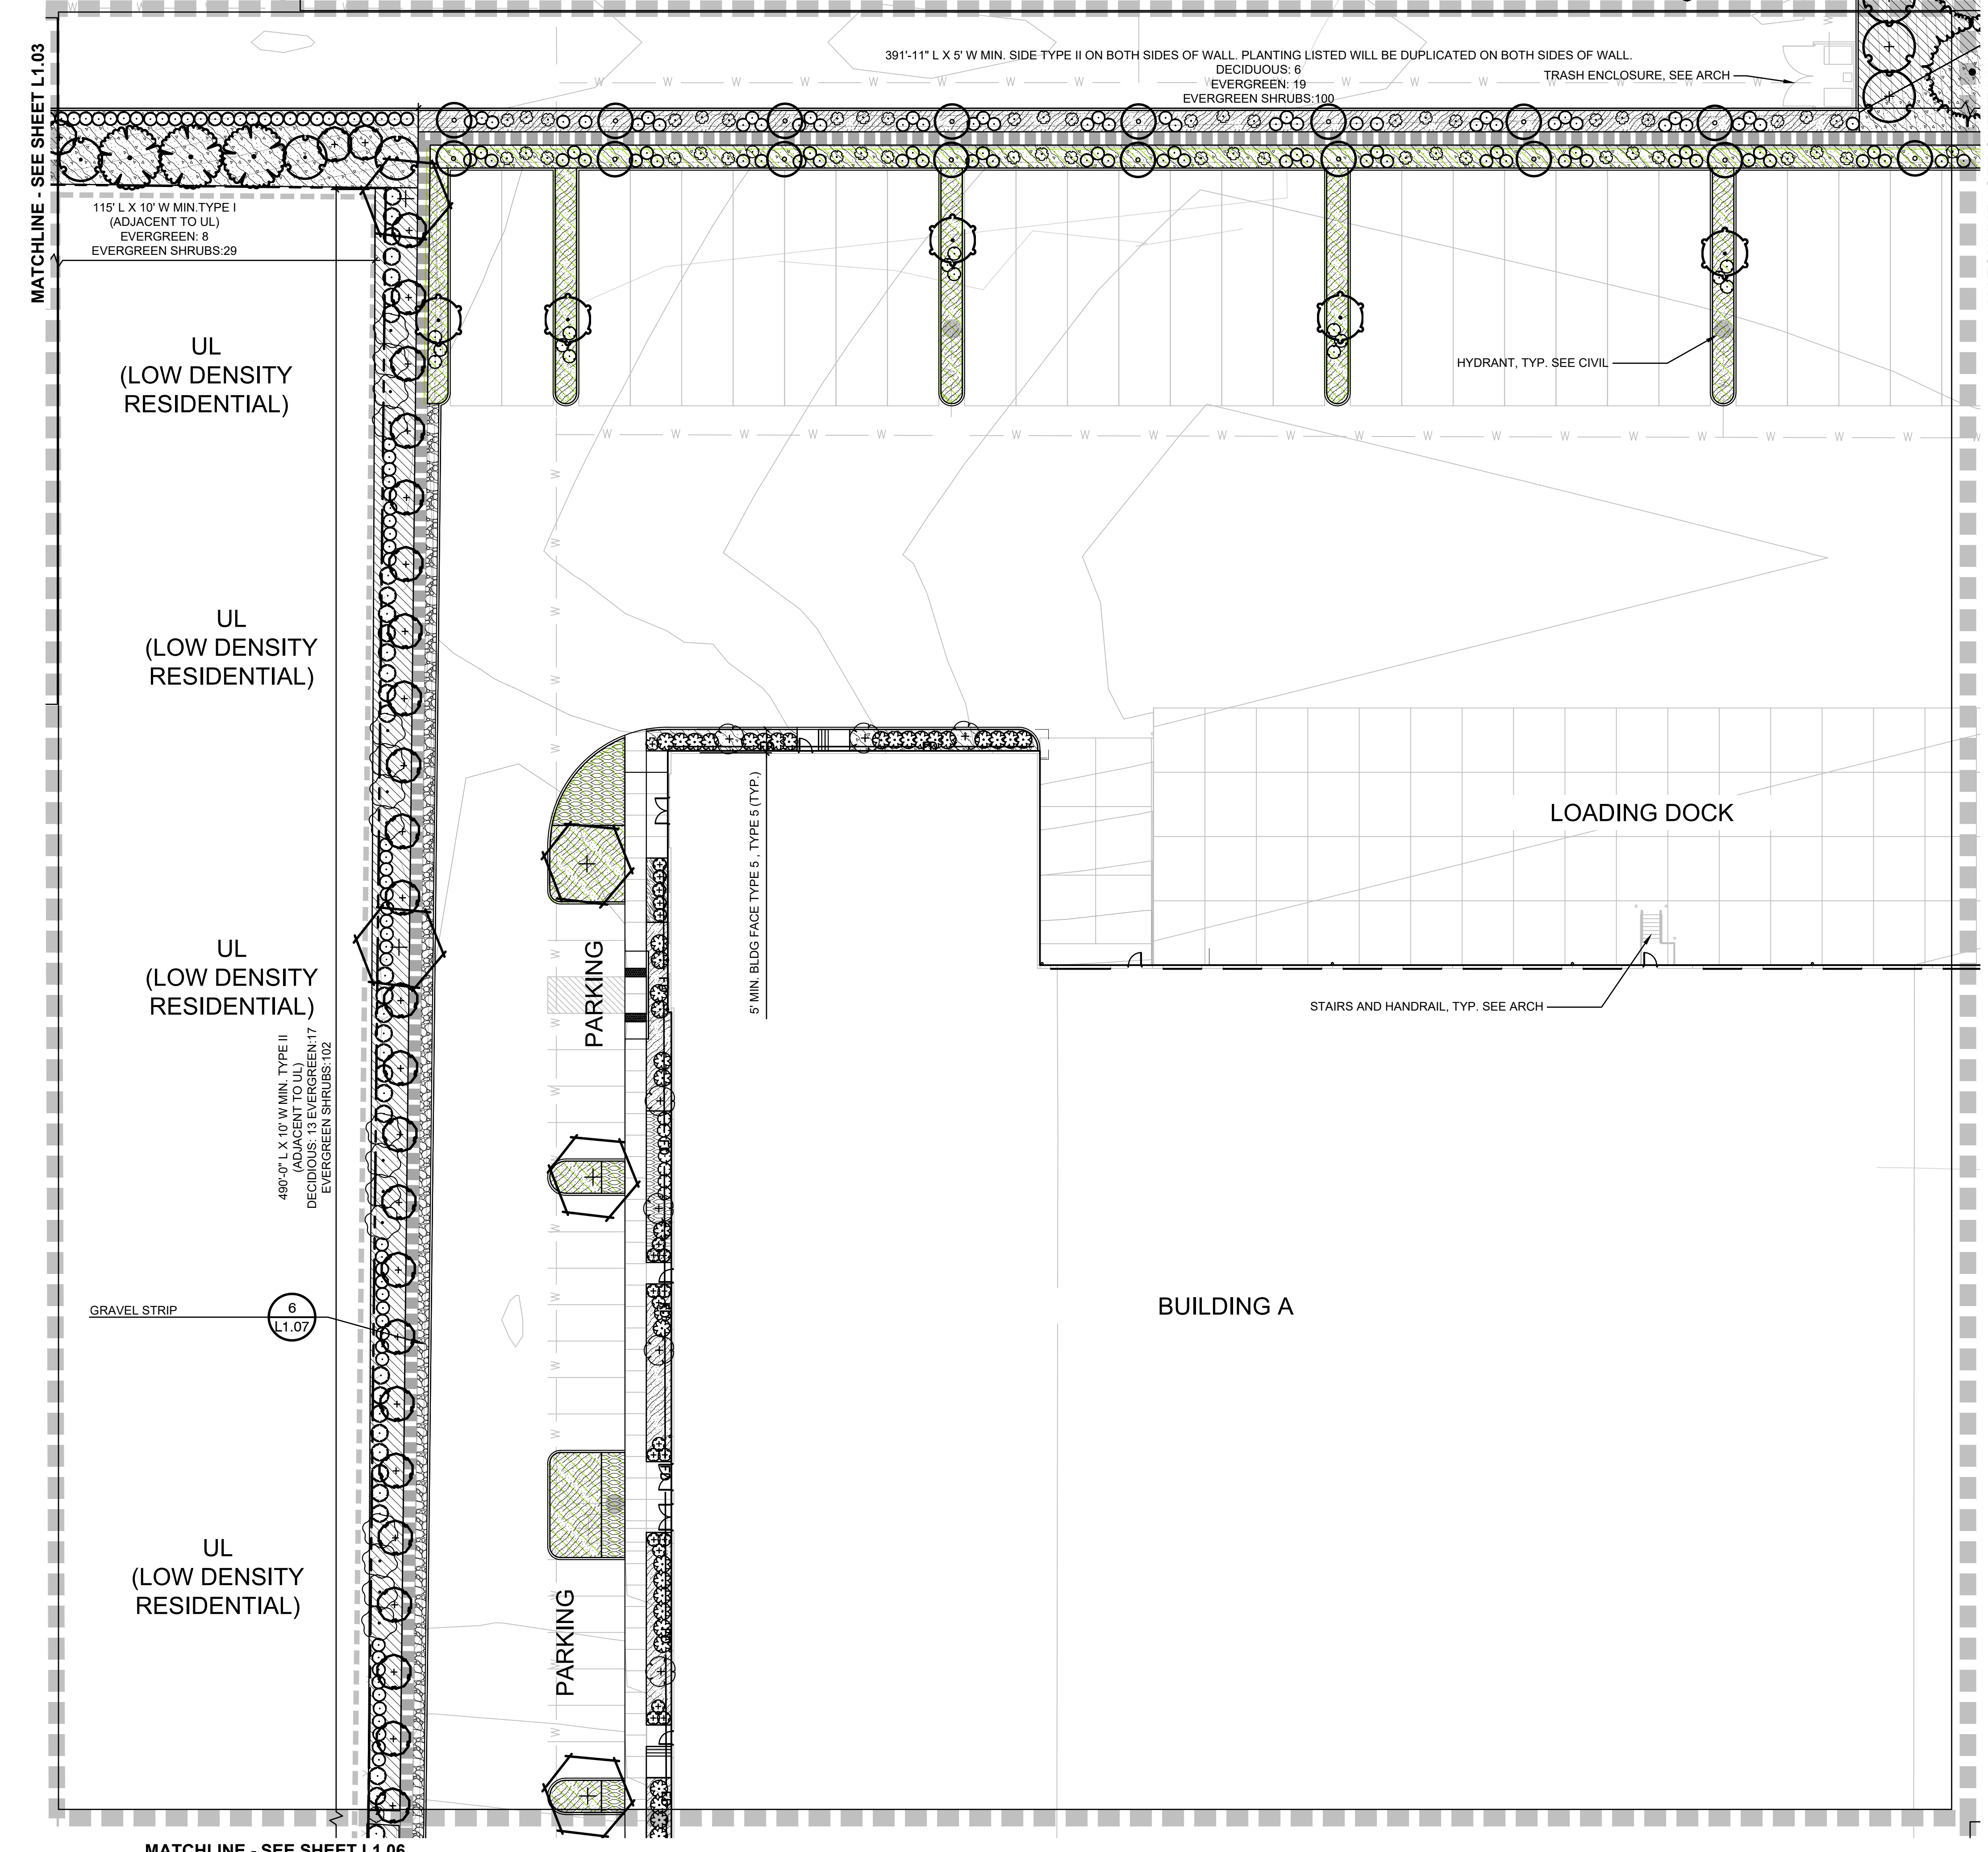 MATCHLINE - SEE SHEET L1.03
391'-11" L X 5' W MIN. SIDE TYPE II ON BOTH SIDES OF WALL. PLANTING LISTED WILL BE DUPLICATED ON BOTH SIDES OF WALL.
DECIDUOUS: 6
EVERGREEN: 19
EVERGREEN SHRUBS:100
TRASH ENCLOSURE, SEE ARCH
115' L X 10' W MIN.TYPE I
(ADJACENT TO UL)
EVERGREEN: 8
EVERGREEN SHRUBS:29
UL
(LOW DENSITY
RESIDENTIAL)
HYDRANT, TYP. SEE CIVIL
UL
(LOW DENSITY
RESIDENTIAL)
5' MIN. BLDG FACE TYPE 5 , TYPE 5 (TYP.)
LOADING DOCK
UL
(LOW DENSITY
RESIDENTIAL)
PARKING
STAIRS AND HANDRAIL, TYP. SEE ARCH
490'-0" L X 10' W MIN. TYPE II
(ADJACENT TO UL)
DECIDIOUS: 13 EVERGREEN:17
EVERGREEN SHRUBS:102
GRAVEL STRIP
6
L1.07
BUILDING A
UL
(LOW DENSITY
RESIDENTIAL)
PARKING
MATCHLINE - SEE SHEET L1.06